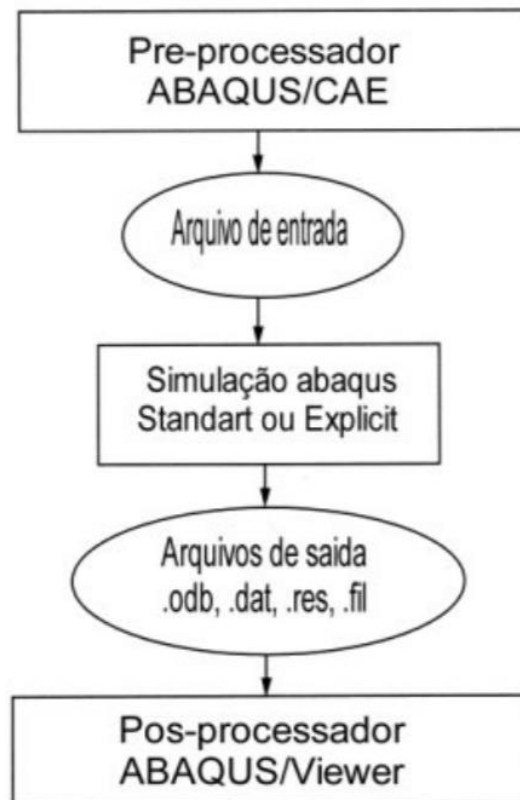 Pre-processador
ABAQUS/CAE
Arquivo de entrada
Simulação abaqus
Standart ou Explicit
Arquivos de saida
.odb, .dat, .res, .fil
Pos-processador
ABAQUS/Viewer